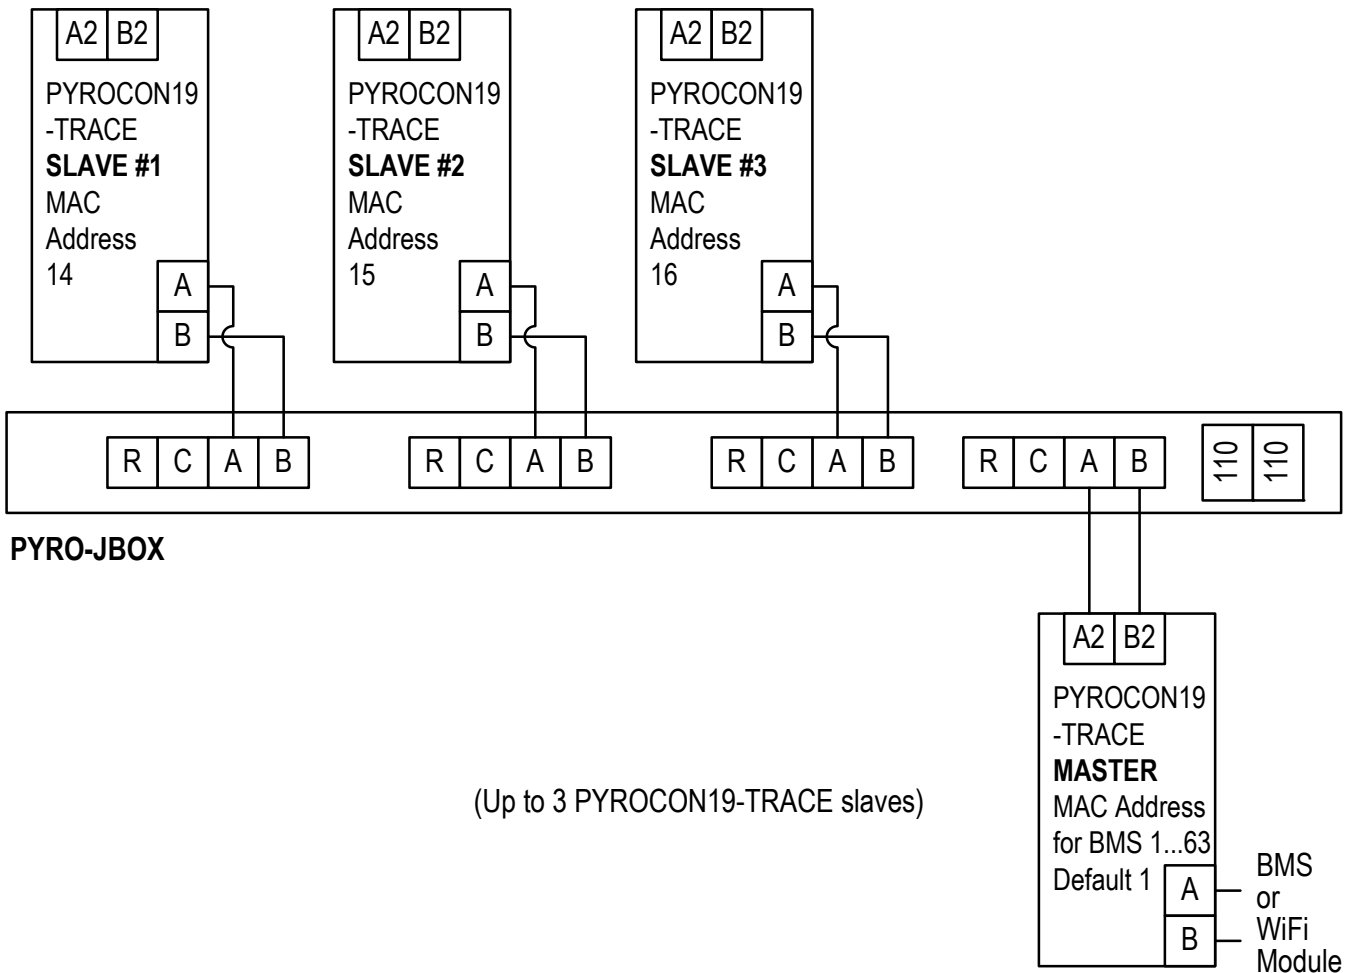 A2 B2
PYROCON19
-TRACE
SLAVE #1
MAC
Address
14
A
B
A2 B2
PYROCON19
-TRACE
SLAVE #2
MAC
Address
15
A
B
A2 B2
PYROCON19
-TRACE
SLAVE #3
MAC
Address
16
A
B
R C A B
R C A B
R C A B
R C A B
110
110
PYRO-JBOX
(Up to 3 PYROCON19-TRACE slaves)
A2 B2
PYROCON19
-TRACE
MASTER
MAC Address
for BMS 1...63
Default 1
A
B
BMS
or
WiFi
Module